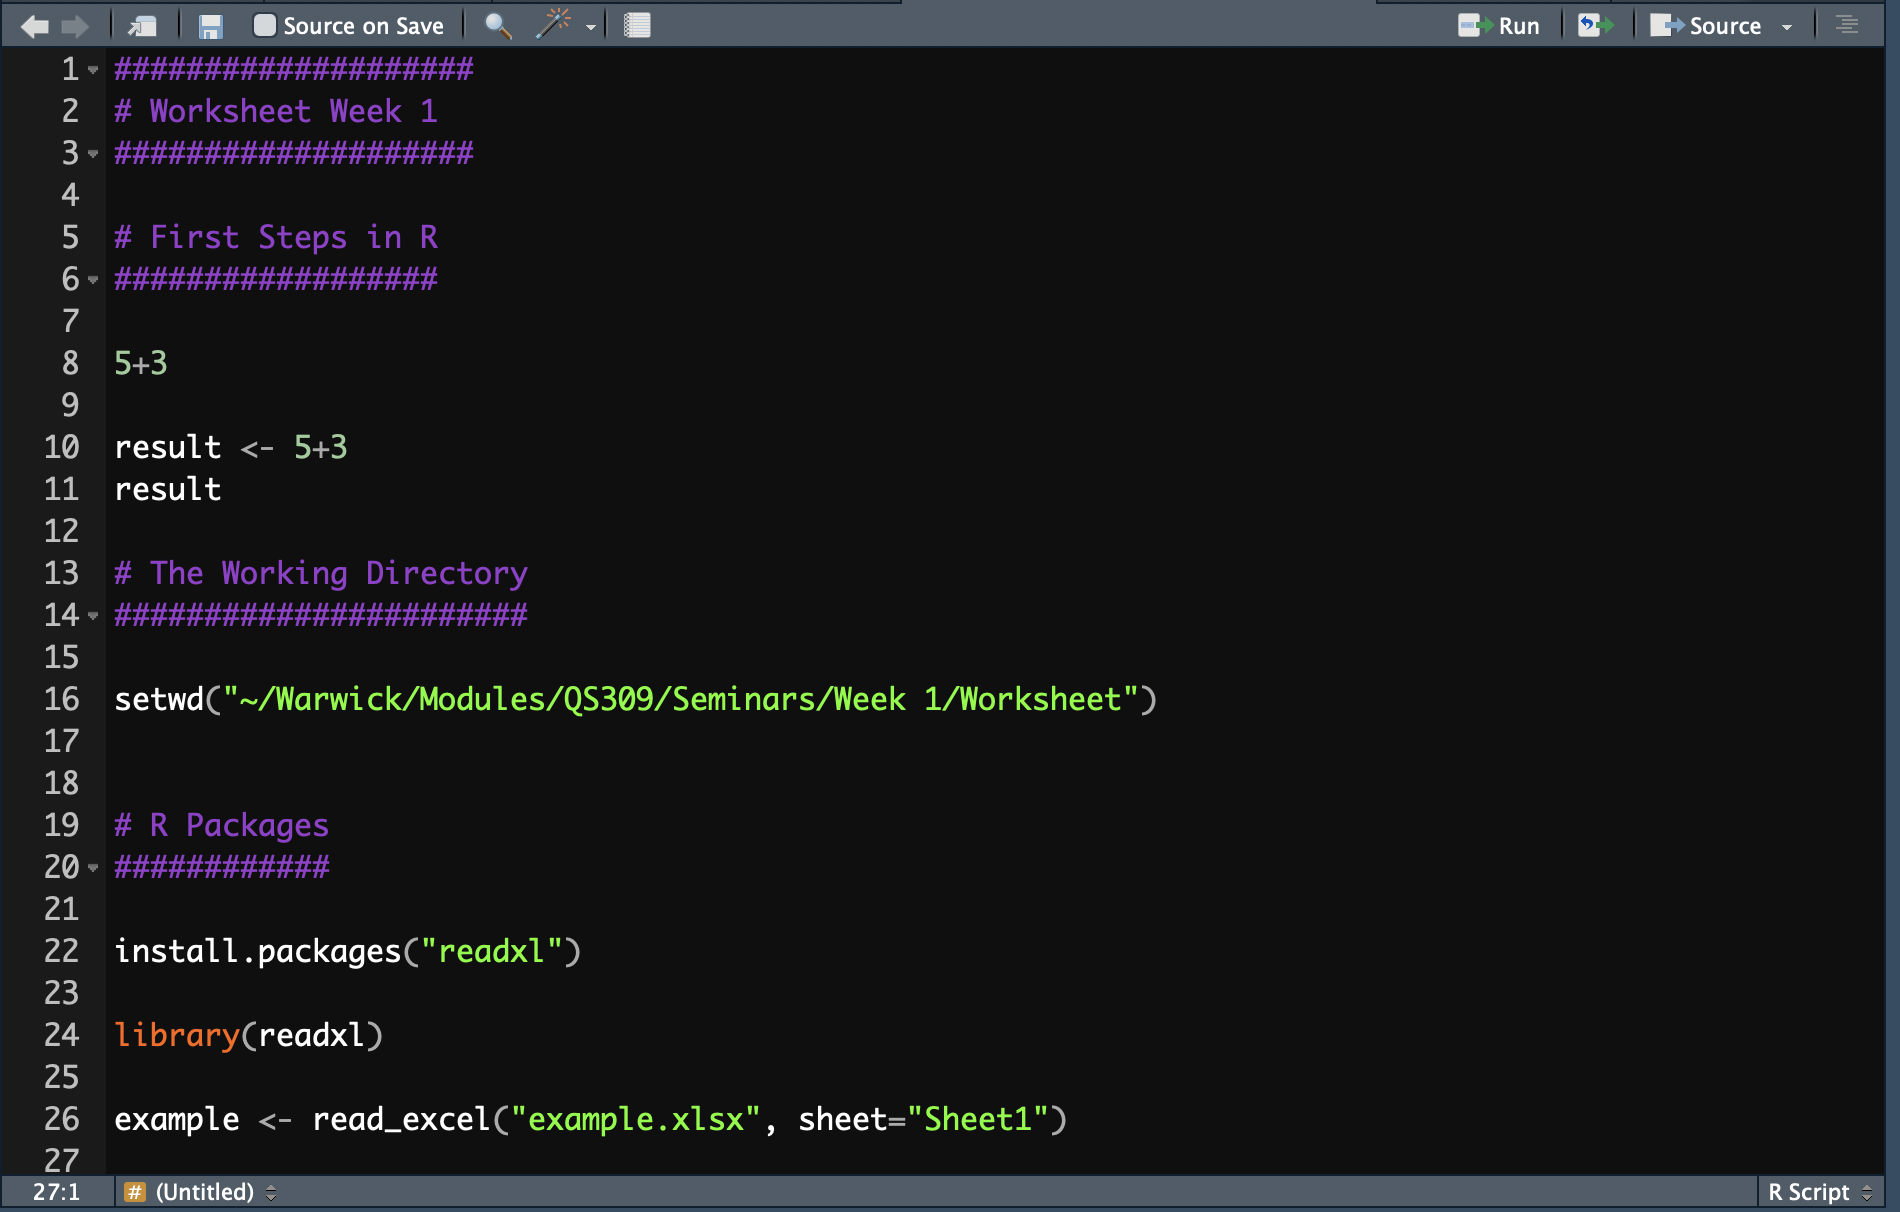 Source on Save Run Source
1 ####################
2 # Worksheet Week 1
3 ####################
4
5 # First Steps in R
6 ##################
7
8 5+3
9
10 result <- 5+3
11 result
12
13 # The Working Directory
14 #######################
15
16 setwd("~/Warwick/Modules/QS309/Seminars/Week 1/Worksheet")
17
18
19 # R Packages
20 ############
21
22 install.packages("readxl")
23
24 library(readxl)
25
26 example <- read_excel("example.xlsx", sheet="Sheet1")
27
27:1 # (Untitled) R Script